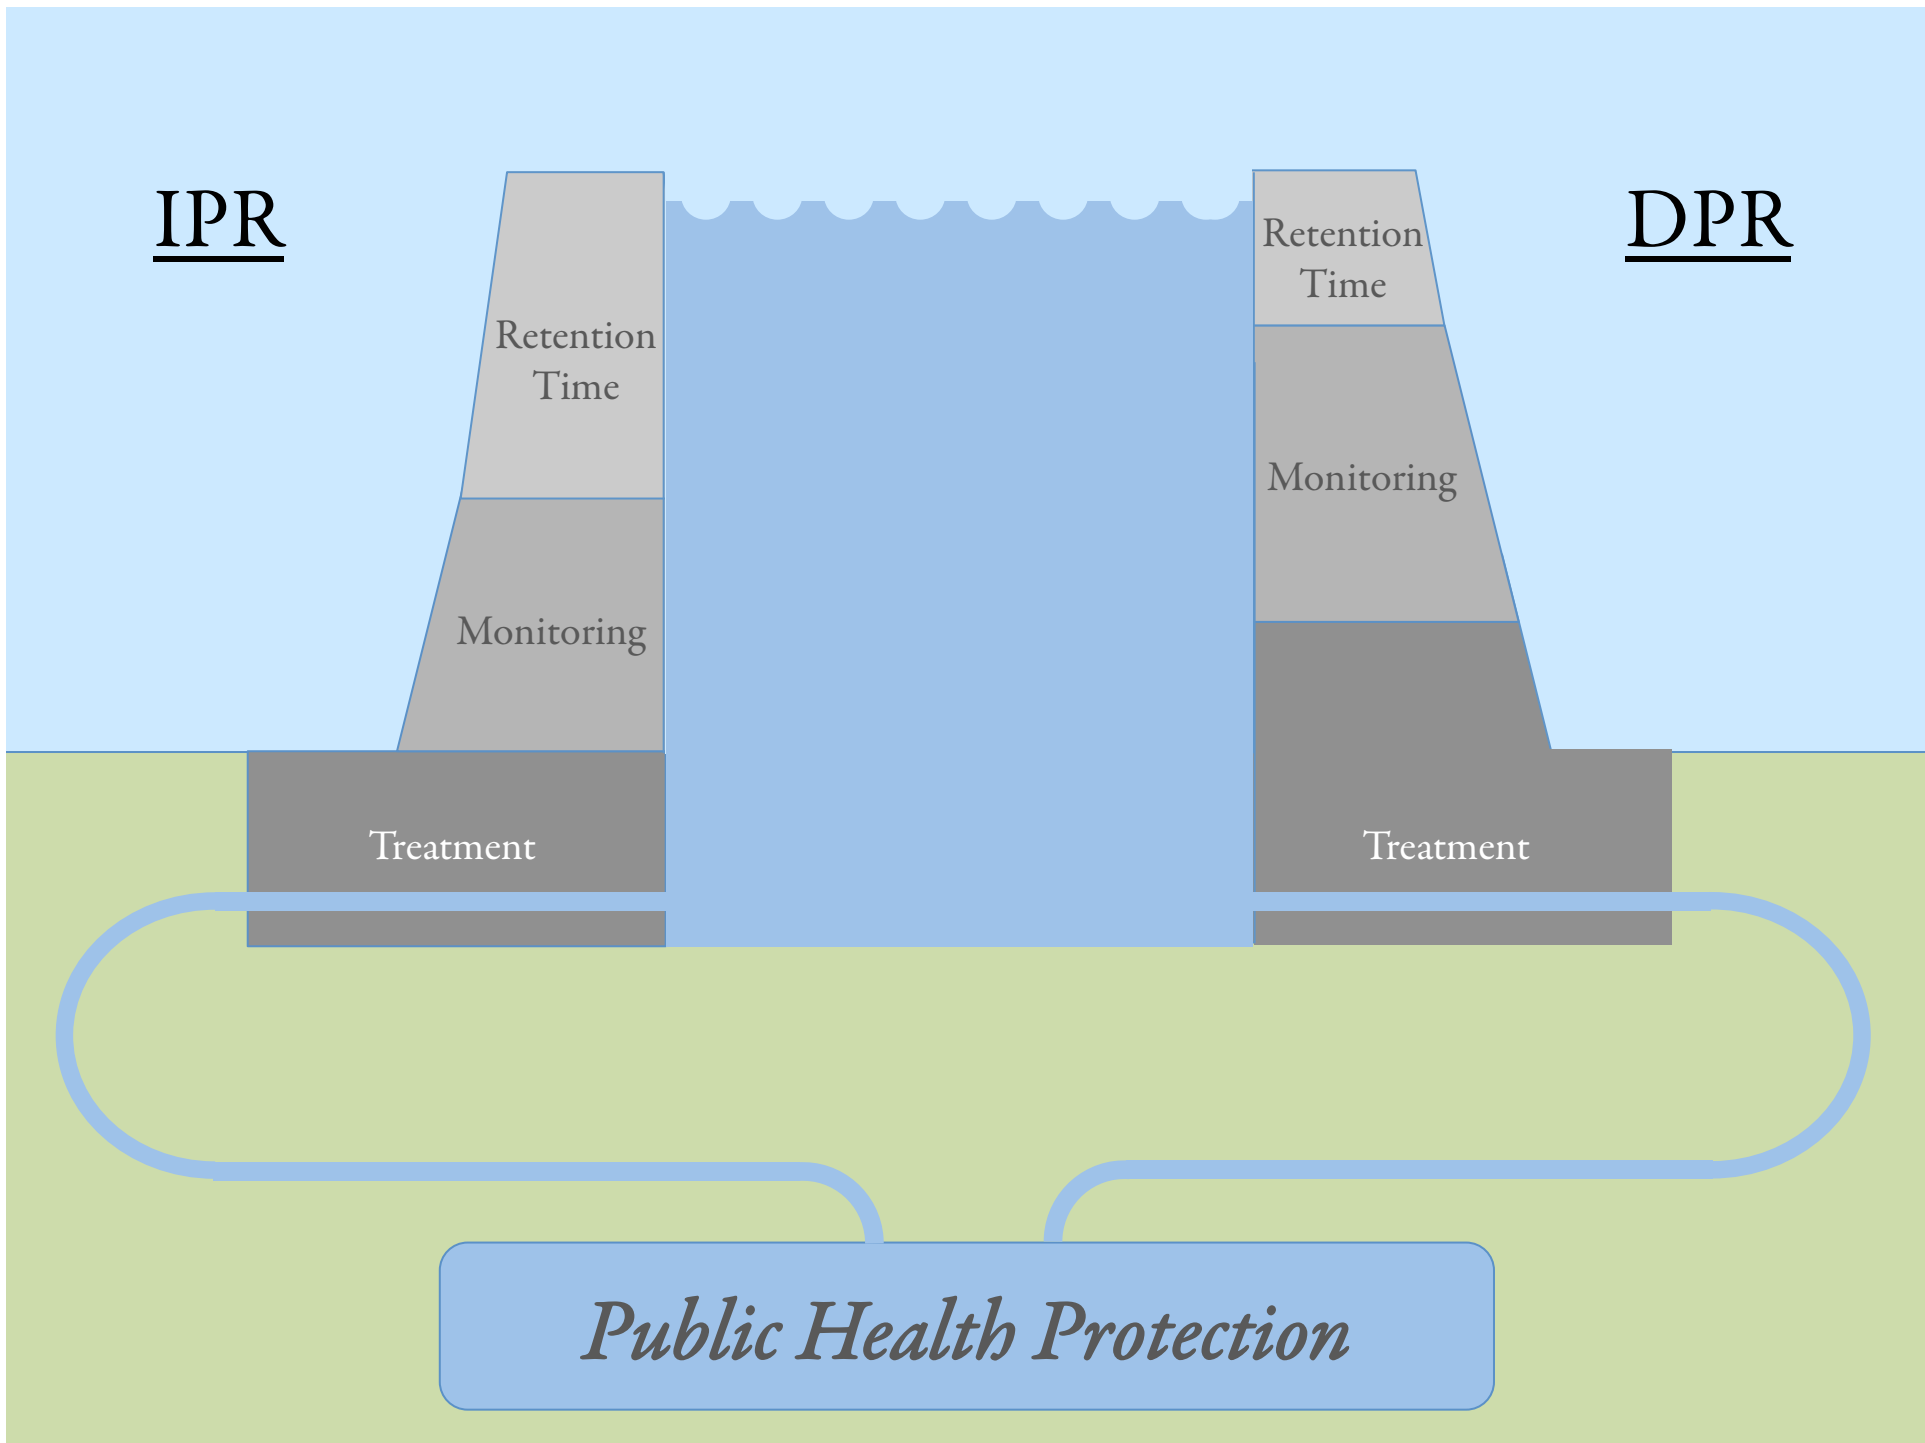 IPR
DPR
Retention
Time
Monitoring
Treatment
Retention
Time
Monitoring
Treatment
Public Health Protection